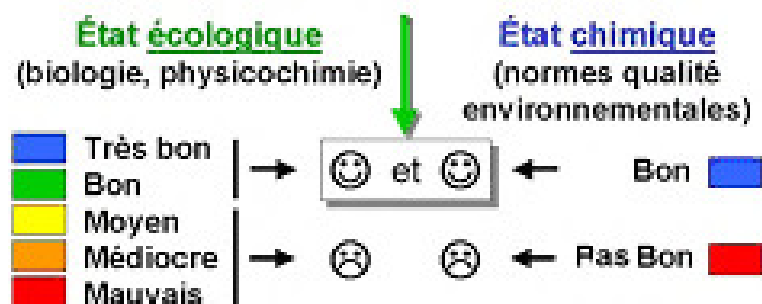 État écologique
(biologie, physicochimie)
État chimique
(normes qualité
environnementales)
Très bon
Bon
Moyen
Médiocre
Mauvais
et
Bon
Pas Bon